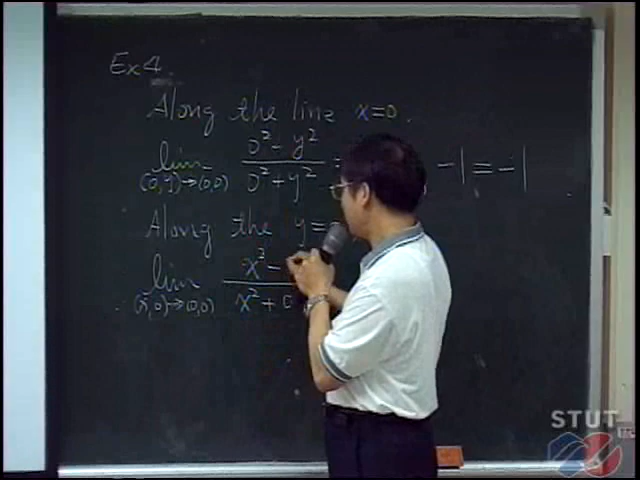 Ex 4.
Along the line x=0.
lim (0,y)→(0,0) 0²-y² / 0²+y² = -1 = -1
Along the y=
lim (x,0)→(0,0) x²- / x²+0
STUT